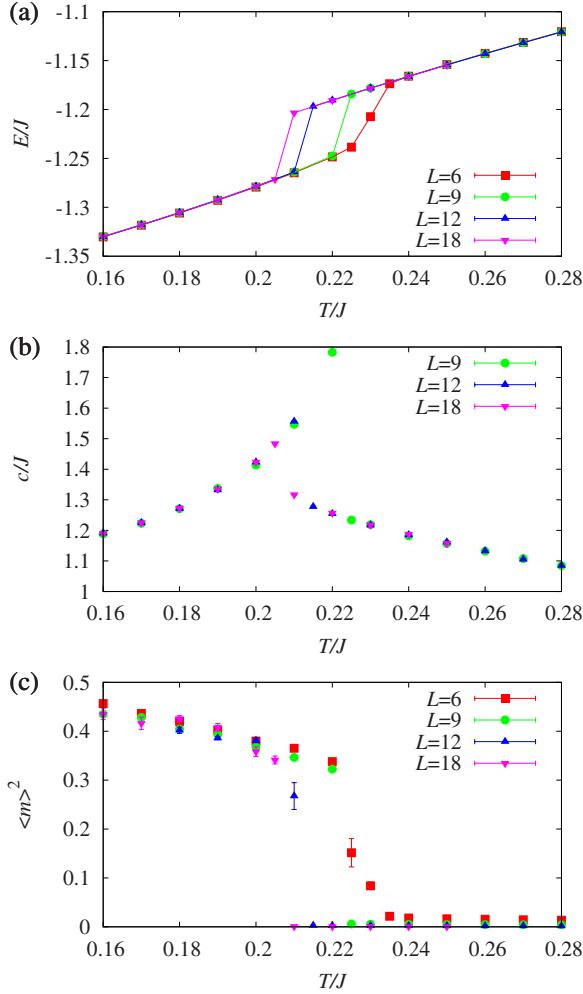 (a)
-1.1
-1.15
-1.2
-1.25
-1.3
-1.35
E/J
L=6
L=9
L=12
L=18
0.16 0.18 0.2 0.22 0.24 0.26 0.28
T/J
(b)
1.8
1.7
1.6
1.5
1.4
1.3
1.2
1.1
1
c/J
L=9
L=12
L=18
0.16 0.18 0.2 0.22 0.24 0.26 0.28
T/J
(c)
0.5
0.4
0.3
0.2
0.1
0
<m>²
L=6
L=9
L=12
L=18
0.16 0.18 0.2 0.22 0.24 0.26 0.28
T/J